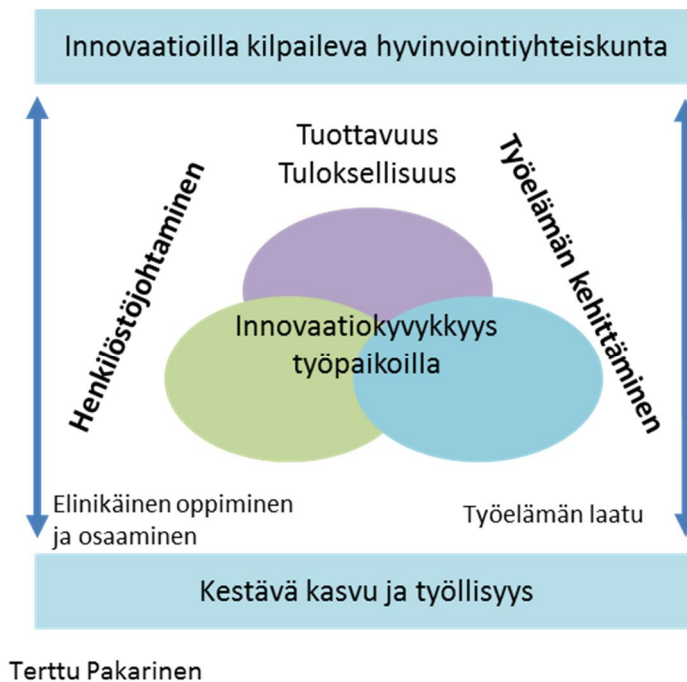 Innovaatioilla kilpaileva hyvinvointiyhteiskunta
Tuottavuus
Tuloksellisuus
Henkilöstöjohtaminen
Työelämän kehittäminen
Innovaatiokyvykkyys
työpaikoilla
Elinikäinen oppiminen
ja osaaminen
Työelämän laatu
Kestävä kasvu ja työllisyys
Terttu Pakarinen